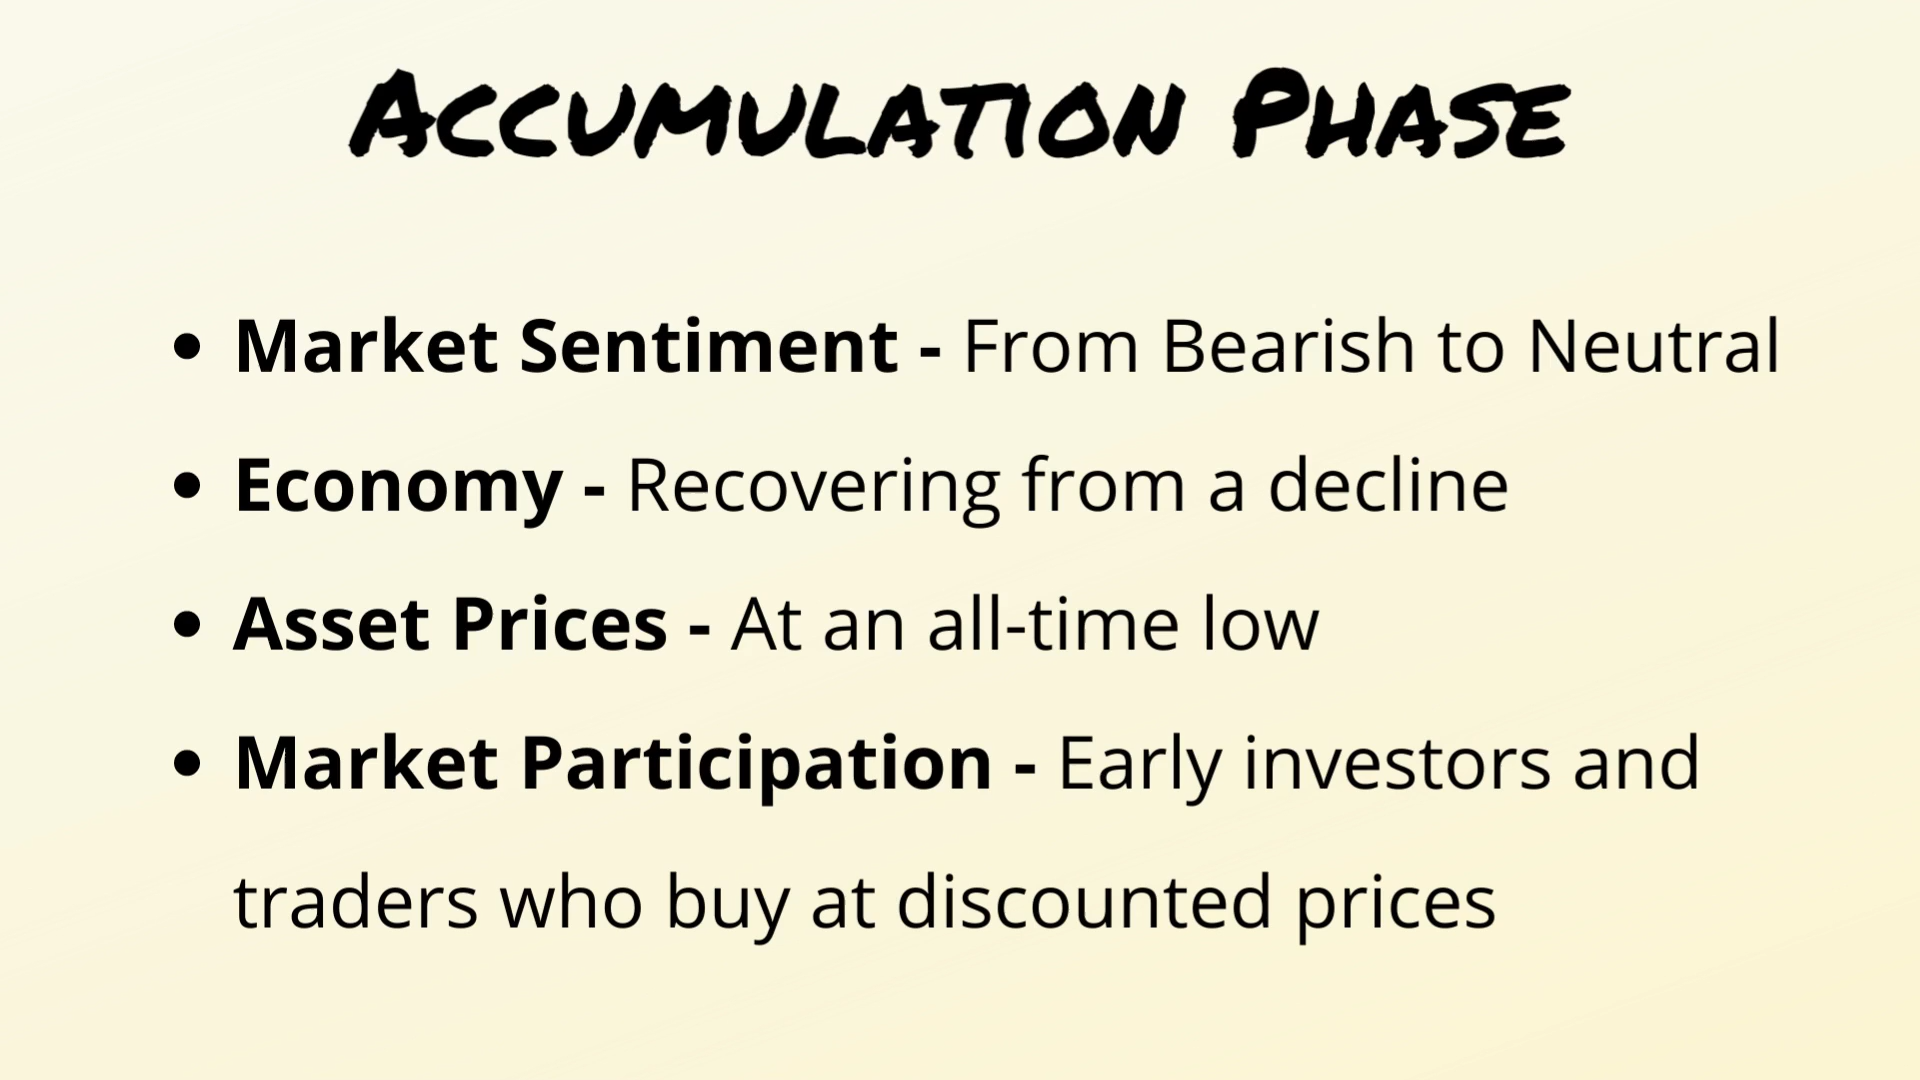 Accumulation Phase
• Market Sentiment - From Bearish to Neutral
• Economy - Recovering from a decline
• Asset Prices - At an all-time low
• Market Participation - Early investors and
traders who buy at discounted prices